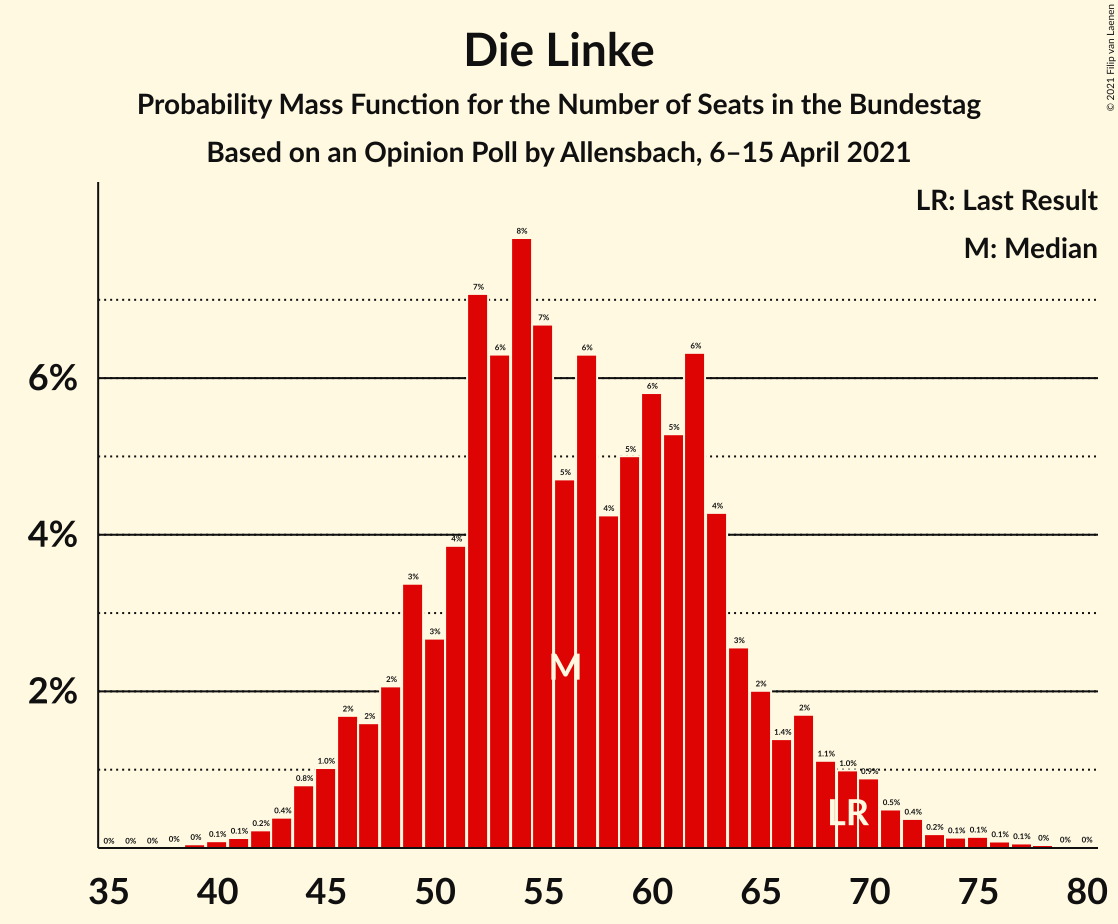 Die Linke
Probability Mass Function for the Number of Seats in the Bundestag
Based on an Opinion Poll by Allensbach, 6–15 April 2021
© 2021 Filip van Laenen
LR: Last Result
M: Median
6%
4%
2%
0% 0% 0% 0% 0% 0.1% 0.1% 0.2% 0.4% 0.8% 1.0% 2% 2% 2% 3% 3% 4% 7% 6% 8% 7% 5% 6% 4% 5% 6% 5% 6% 4% 3% 2% 1.4% 2% 1.1% 1.0% 0.9% 0.5% 0.4% 0.2% 0.1% 0.1% 0.1% 0.1% 0% 0% 0%
M
LR
35 40 45 50 55 60 65 70 75 80